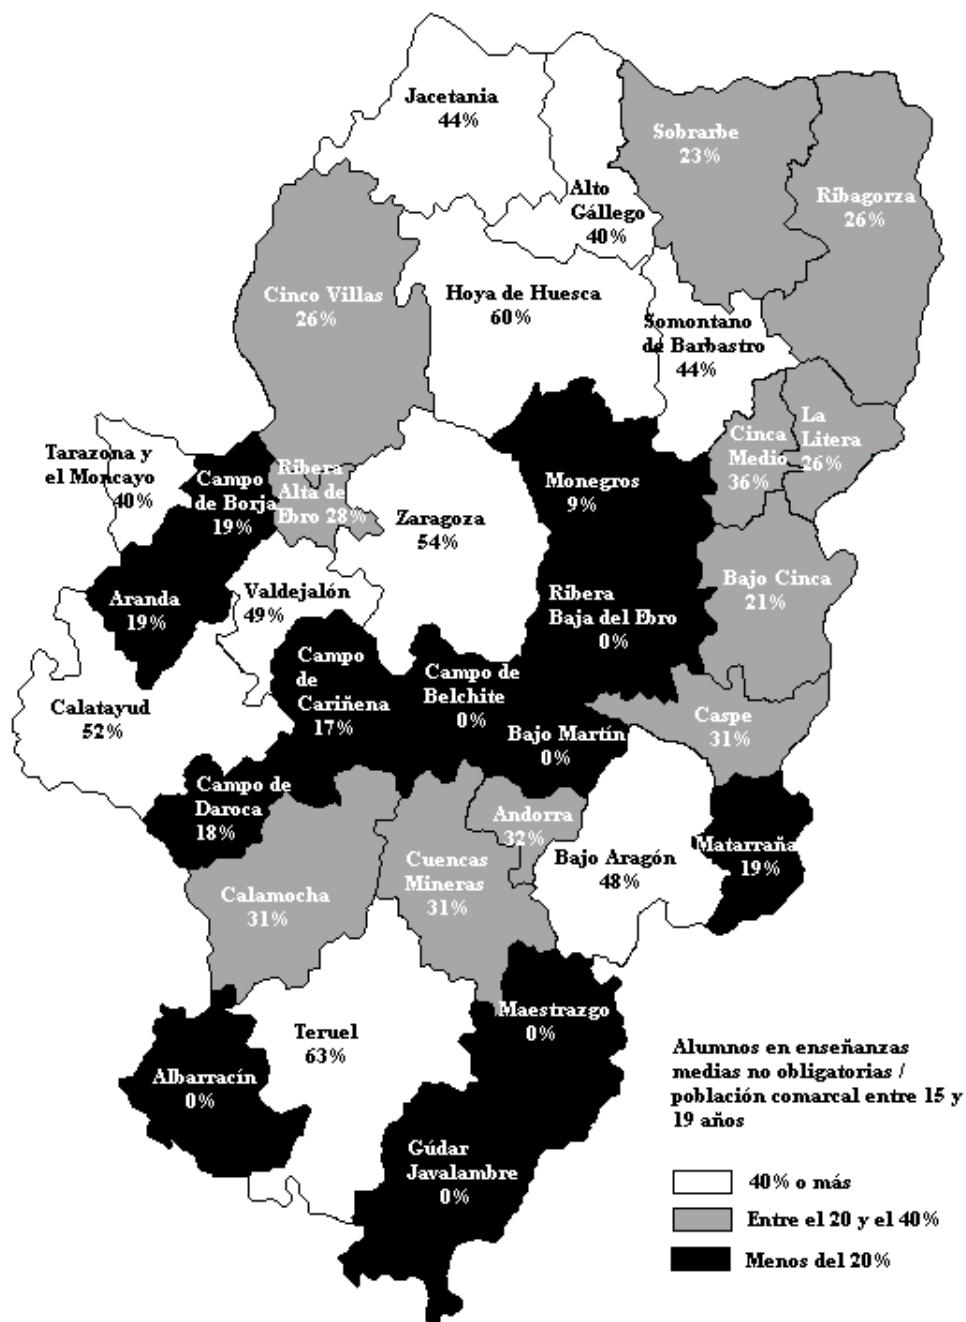 Jacetania
44%
Sobrarbe
23%
Alto
Gállego
40%
Ribagorza
26%
Cinco Villas
26%
Hoya de Huesca
60%
Somontano
de Barbastro
44%
La
Litera
26%
Cinca
Medio
36%
Tarazona y
el Moncayo
40%
Campo
de Borja
19%
Ribera
Alta de
Ebro 28%
Zaragoza
54%
Monegros
9%
Aranda
19%
Valdejalón
49%
Ribera
Baja del Ebro
0%
Bajo Cinca
21%
Calatayud
52%
Campo
de
Cariñena
17%
Campo de
Belchite
0%
Bajo Martín
0%
Caspe
31%
Campo de
Daroca
18%
Andorra
32%
Matarraña
19%
Calamocha
31%
Cuencas
Mineras
31%
Bajo Aragón
48%
Maestrazgo
0%
Teruel
63%
Albarracín
0%
Gúdar
Javalambre
0%
Alumnos en enseñanzas
medias no obligatorias /
población comarcal entre 15 y
19 años
40% o más
Entre el 20 y el 40%
Menos del 20%